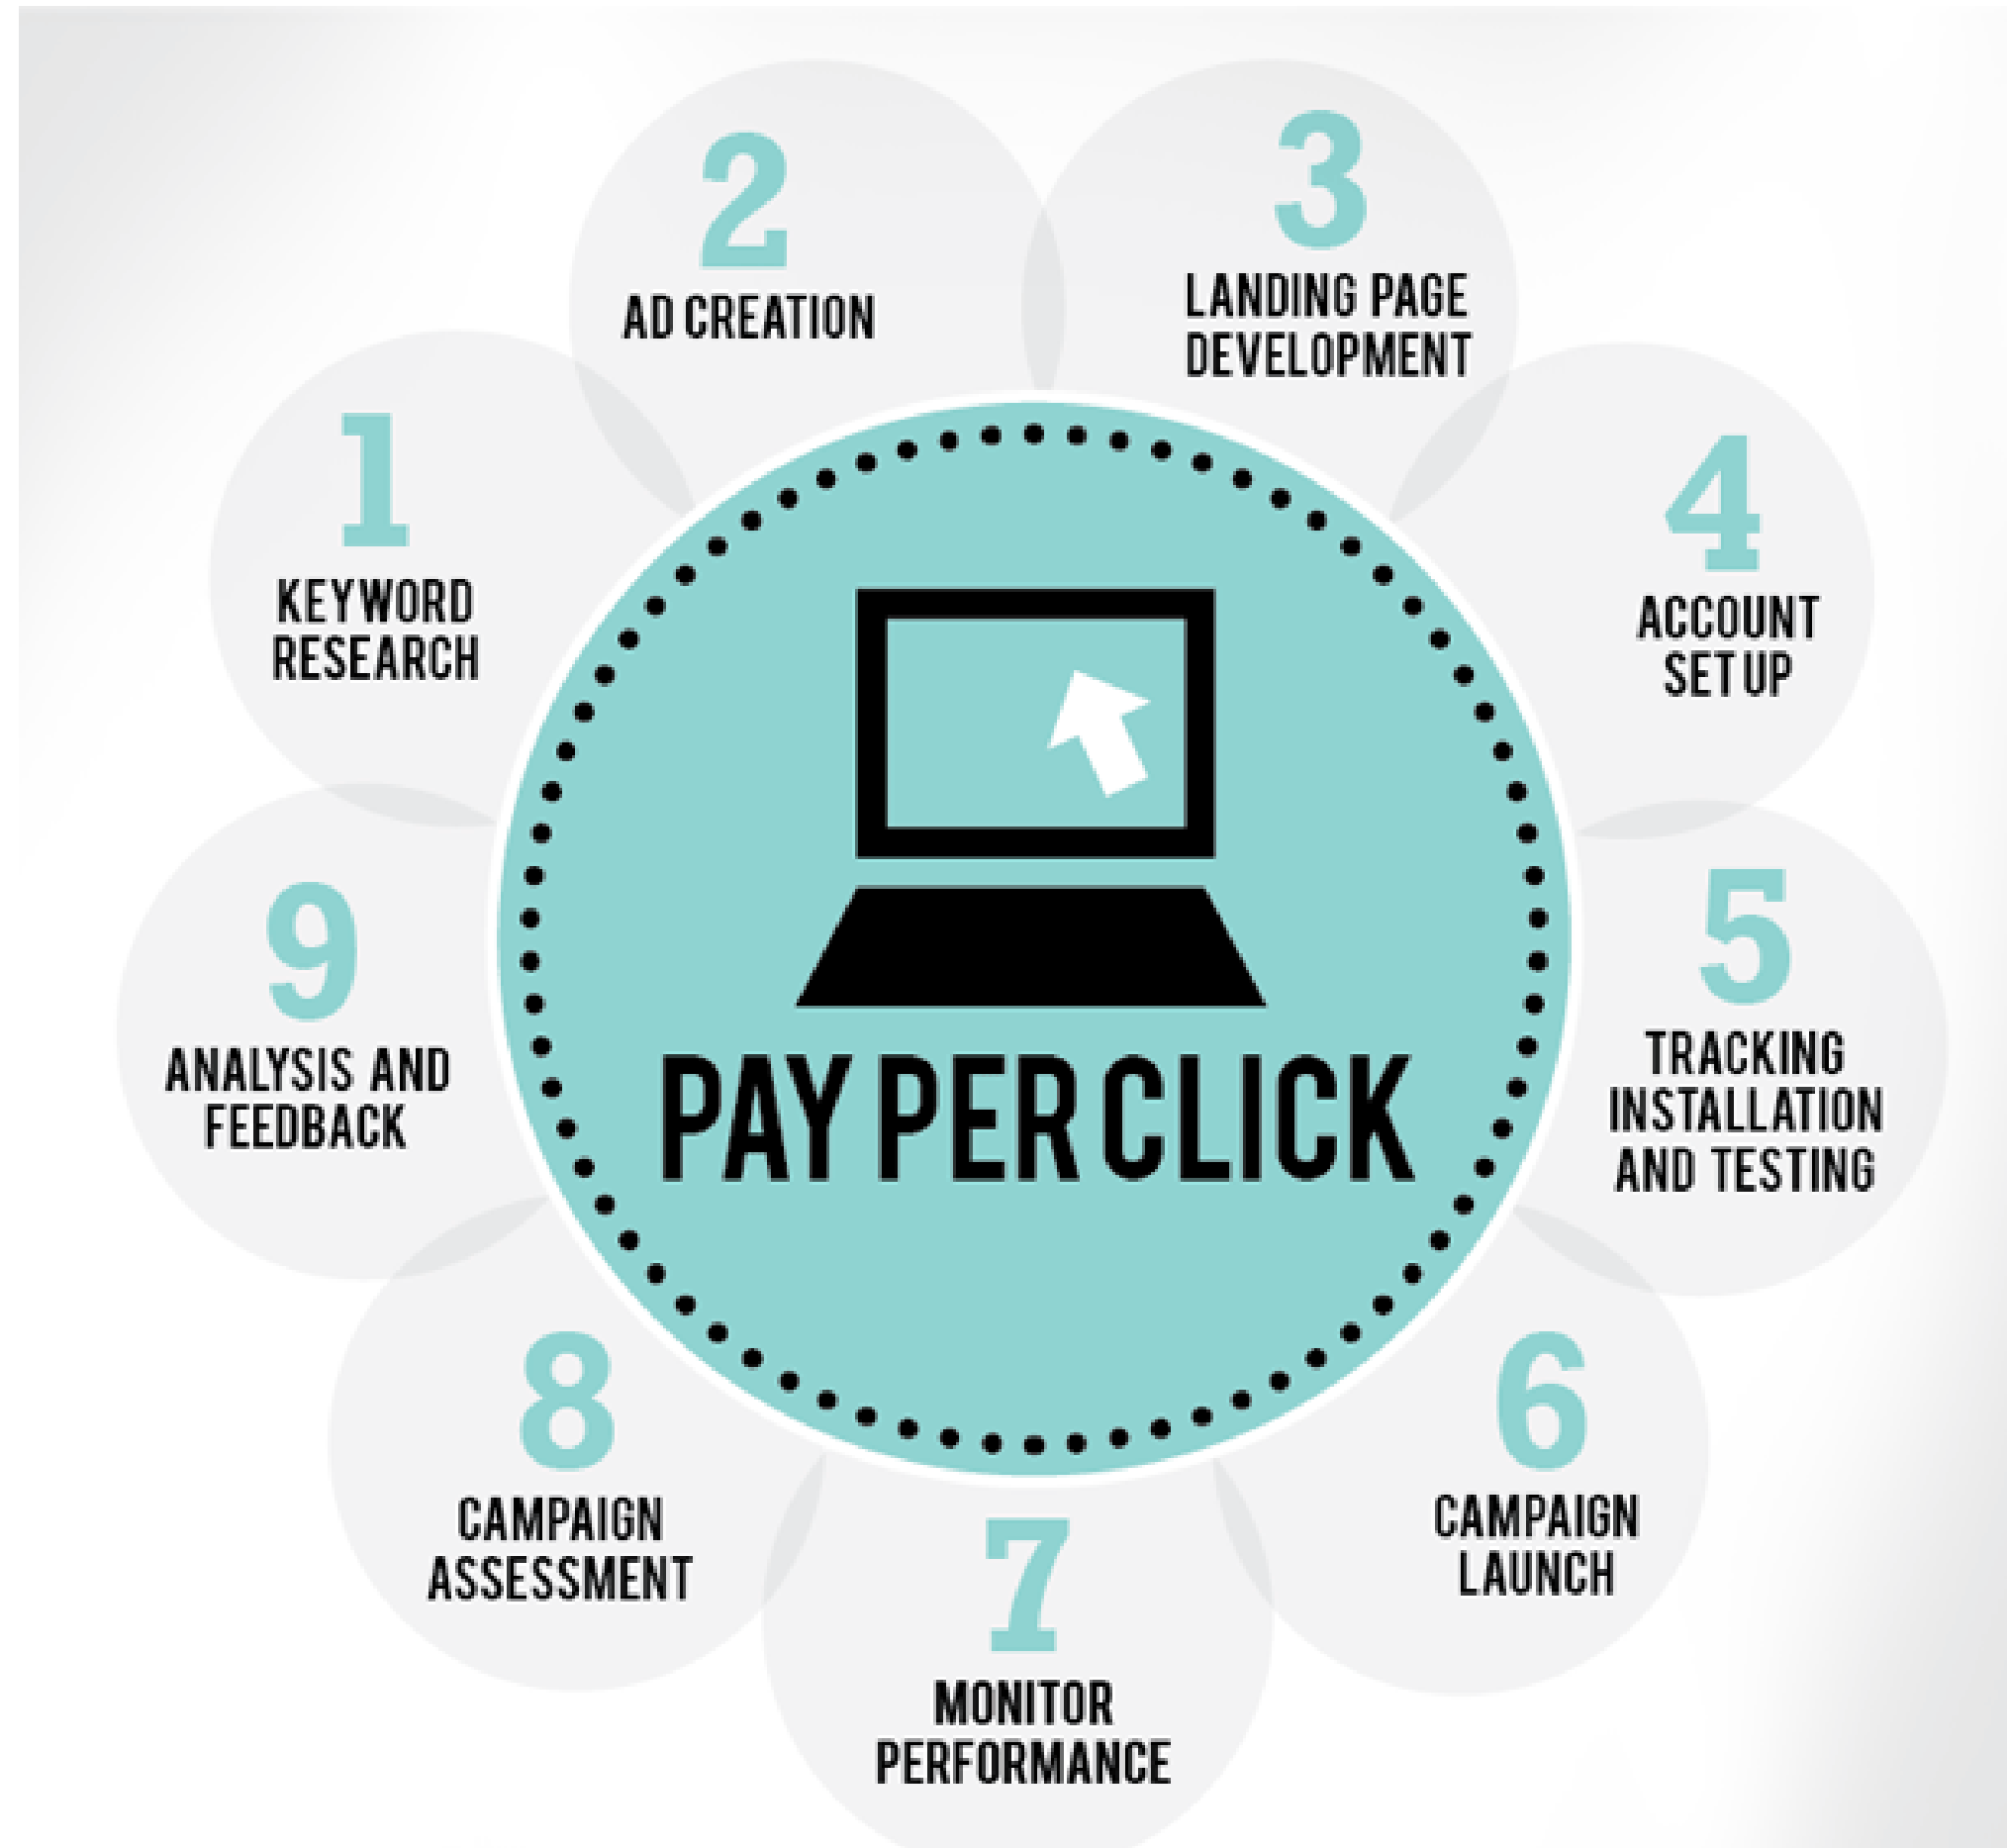 1
KEYWORD
RESEARCH
2
AD CREATION
3
LANDING PAGE
DEVELOPMENT
4
ACCOUNT
SET UP
5
TRACKING
INSTALLATION
AND TESTING
6
CAMPAIGN
LAUNCH
7
MONITOR
PERFORMANCE
8
CAMPAIGN
ASSESSMENT
9
ANALYSIS AND
FEEDBACK
PAY PER CLICK